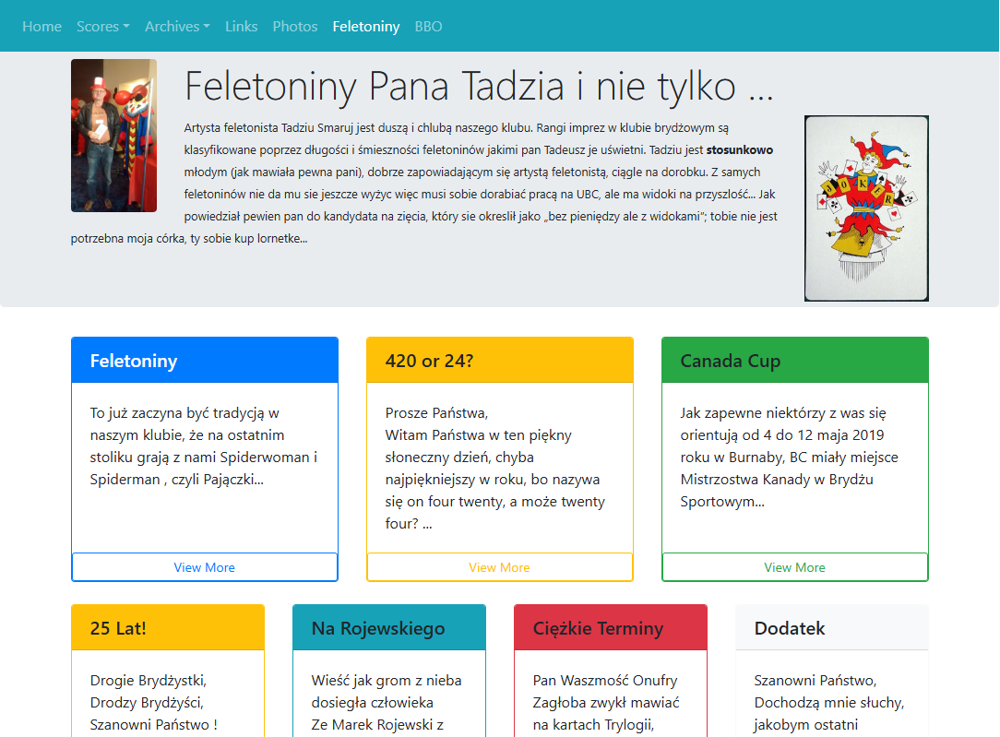 Home Scores Archives Links Photos Feletoniny BBO
Feletoniny Pana Tadzia i nie tylko ...
Artysta feletonista Tadziu Smaruj jest duszą i chlubą naszego klubu. Rangi imprez w klubie brydżowym są
klasyfikowane poprzez długości i śmieszności feletoninów jakimi pan Tadeusz je uświetni. Tadziu jest stosunkowo
młodym (jak mawiała pewna pani), dobrze zapowiadającym się artystą feletonistą, ciągle na dorobku. Z samych
feletoninów nie da mu sie jeszcze wyżyc więc musi sobie dorabiać pracą na UBC, ale ma widoki na przyszlość... Jak
powiedział pewien pan do kandydata na zięcia, który sie okreslił jako „bez pieniędzy ale z widokami”; tobie nie jest
potrzebna moja córka, ty sobie kup lornetke...
JOKER
Feletoniny
To już zaczyna być tradycją w
naszym klubie, że na ostatnim
stoliku grają z nami Spiderwoman i
Spiderman , czyli Pajączki...
View More
420 or 24?
Prosze Państwa,
Witam Państwa w ten piękny
słoneczny dzień, chyba
najpiękniejszy w roku, bo nazywa
się on four twenty, a może twenty
four? ...
View More
Canada Cup
Jak zapewne niektórzy z was się
orientują od 4 do 12 maja 2019
roku w Burnaby, BC miały miejsce
Mistrzostwa Kanady w Brydżu
Sportowym...
View More
25 Lat!
Drogie Brydżystki,
Drodzy Brydżyści,
Szanowni Państwo !
Na Rojewskiego
Wieść jak grom z nieba
dosiegła człowieka
Ze Marek Rojewski z
Ciężkie Terminy
Pan Waszmość Onufry
Zagłoba zwykł mawiać
na kartach Trylogii,
Dodatek
Szanowni Państwo,
Dochodzą mnie słuchy,
jakobym ostatni